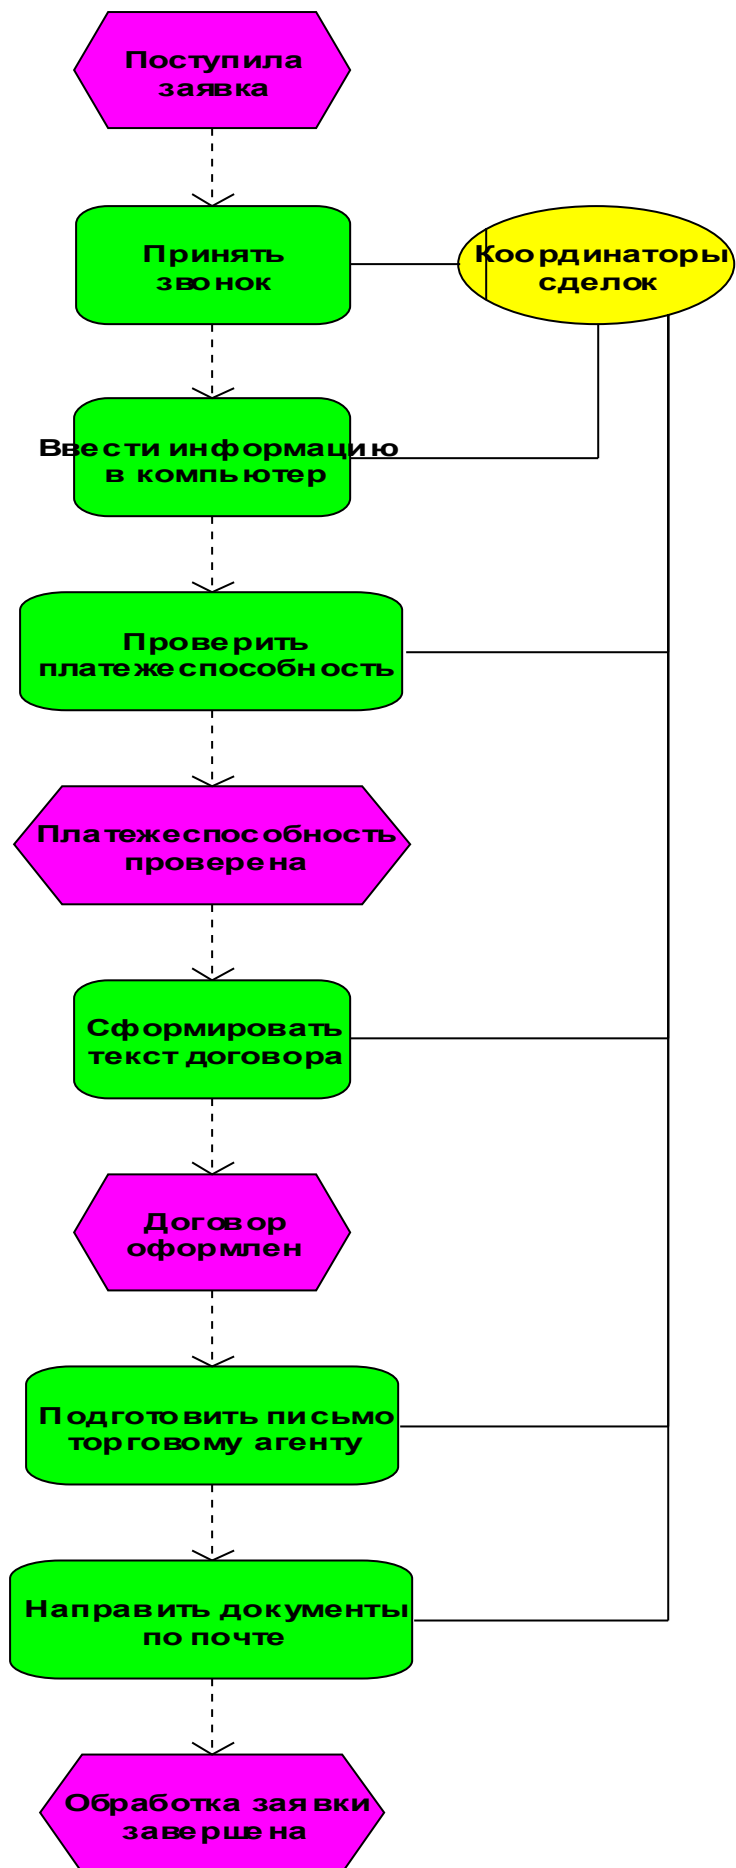 Поступила
заявка
Принять
звонок
Координаторы
сделок
Ввести информацию
в компьютер
Проверить
платежеспособность
Платежеспособность
проверена
Сформировать
текст договора
Договор
оформлен
Подготовить письмо
торговому агенту
Направить документы
по почте
Обработка заявки
завершена